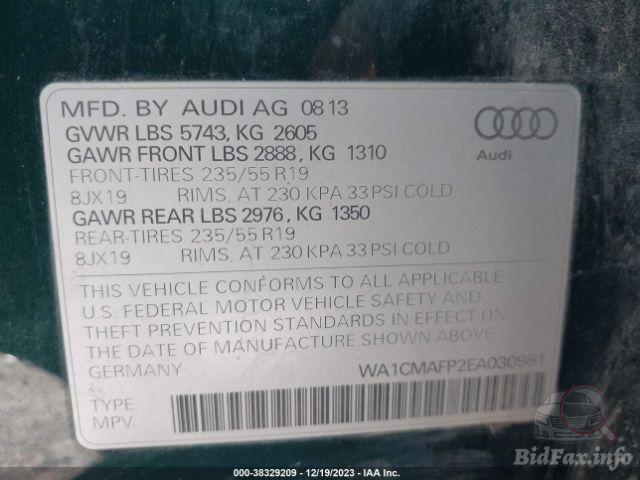 MFD. BY AUDI AG 08 13
GVWR LBS 5743, KG 2605
GAWR FRONT LBS 2888, KG 1310
FRONT-TIRES 235/55 R19
8JX19 RIMS, AT 230 KPA 33 PSI COLD
GAWR REAR LBS 2976, KG 1350
REAR-TIRES 235/55 R19
8JX19 RIMS, AT 230 KPA 33 PSI COLD
Audi
THIS VEHICLE CONFORMS TO ALL APPLICABLE
U.S. FEDERAL MOTOR VEHICLE SAFETY AND
THEFT PREVENTION STANDARDS IN EFFECT ON
THE DATE OF MANUFACTURE SHOWN ABOVE
GERMANY WA1CMAFP2EA030981
TYPE:
MPV
BidFax.info
000-38329209 - 12/19/2023 - IAA Inc.